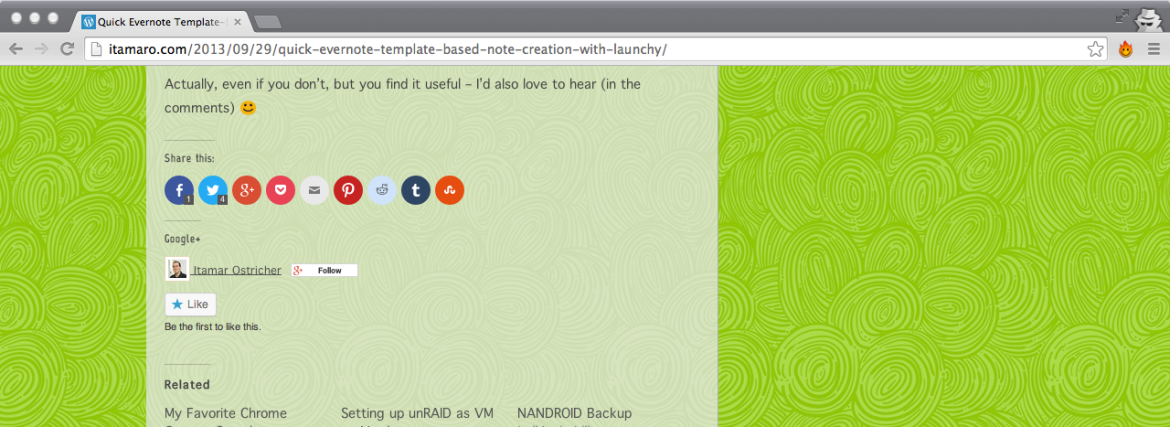 Quick Evernote Template-
itamaro.com/2013/09/29/quick-evernote-template-based-note-creation-with-launchy/
Actually, even if you don't, but you find it useful – I'd also love to hear (in the
comments)
Share this:
1
4
Google+
Itamar Ostricher
Follow
Like
Be the first to like this.
Related
My Favorite Chrome
Setting up unRAID as VM
NANDROID Backup